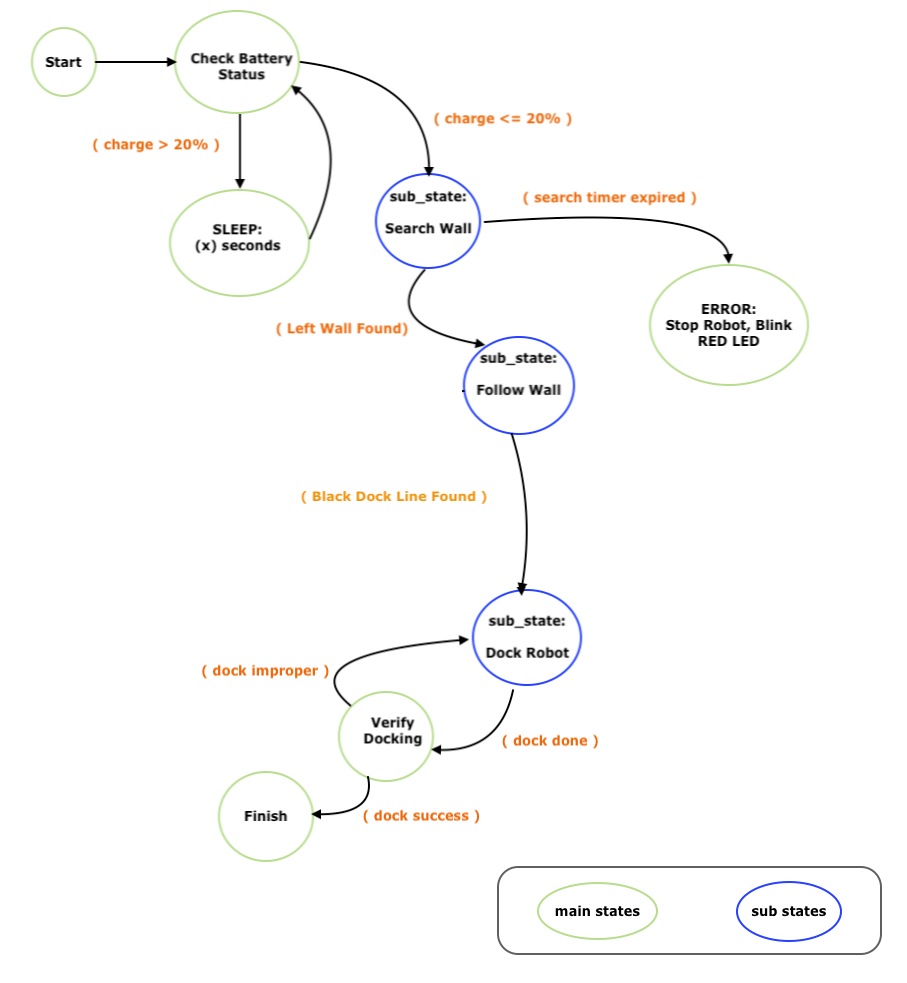 Start
Check Battery
Status
( charge > 20% )
( charge <= 20% )
SLEEP:
(x) seconds
sub_state:
Search Wall
( search timer expired )
ERROR:
Stop Robot, Blink
RED LED
( Left Wall Found)
sub_state:
Follow Wall
( Black Dock Line Found )
sub_state:
Dock Robot
( dock improper )
Verify
Docking
( dock done )
Finish
( dock success )
main states
sub states